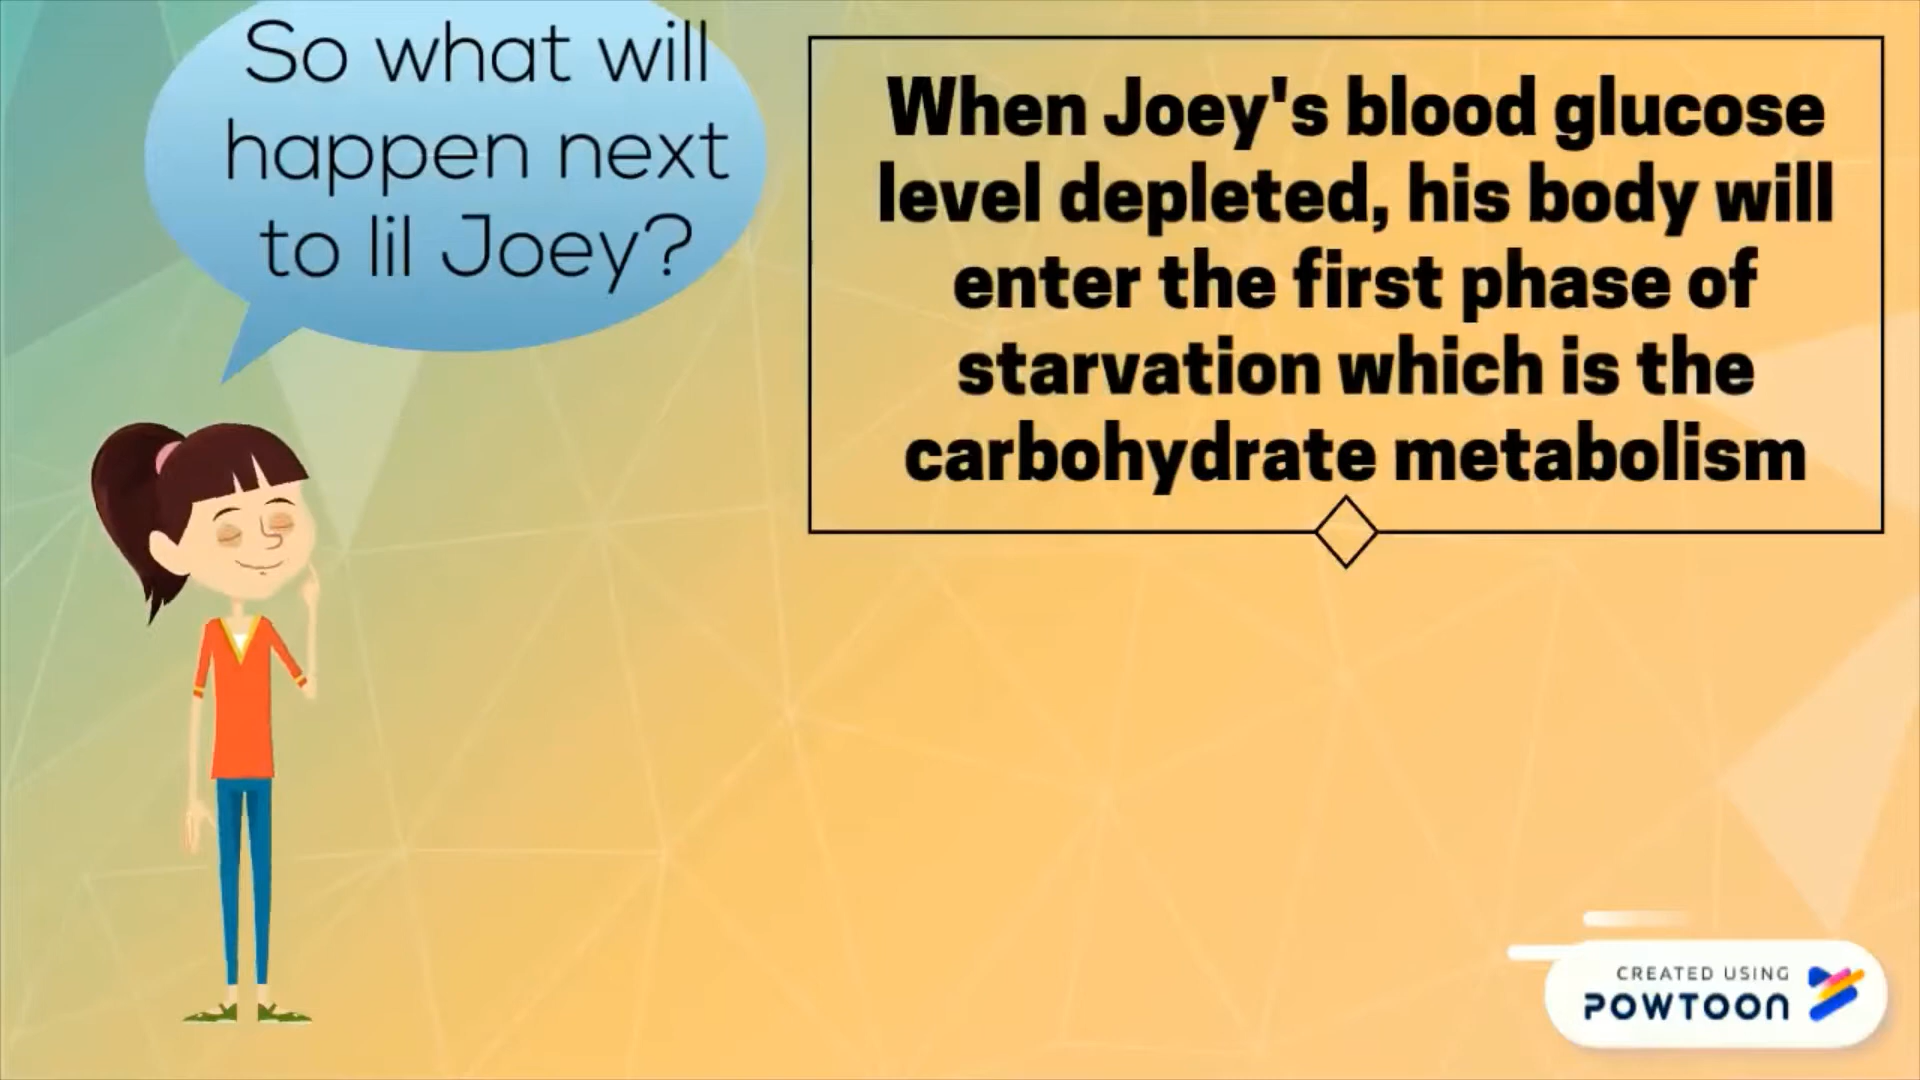 So what will
happen next
to lil Joey?
When Joey's blood glucose
level depleted, his body will
enter the first phase of
starvation which is the
carbohydrate metabolism
CREATED USING
POWTOON